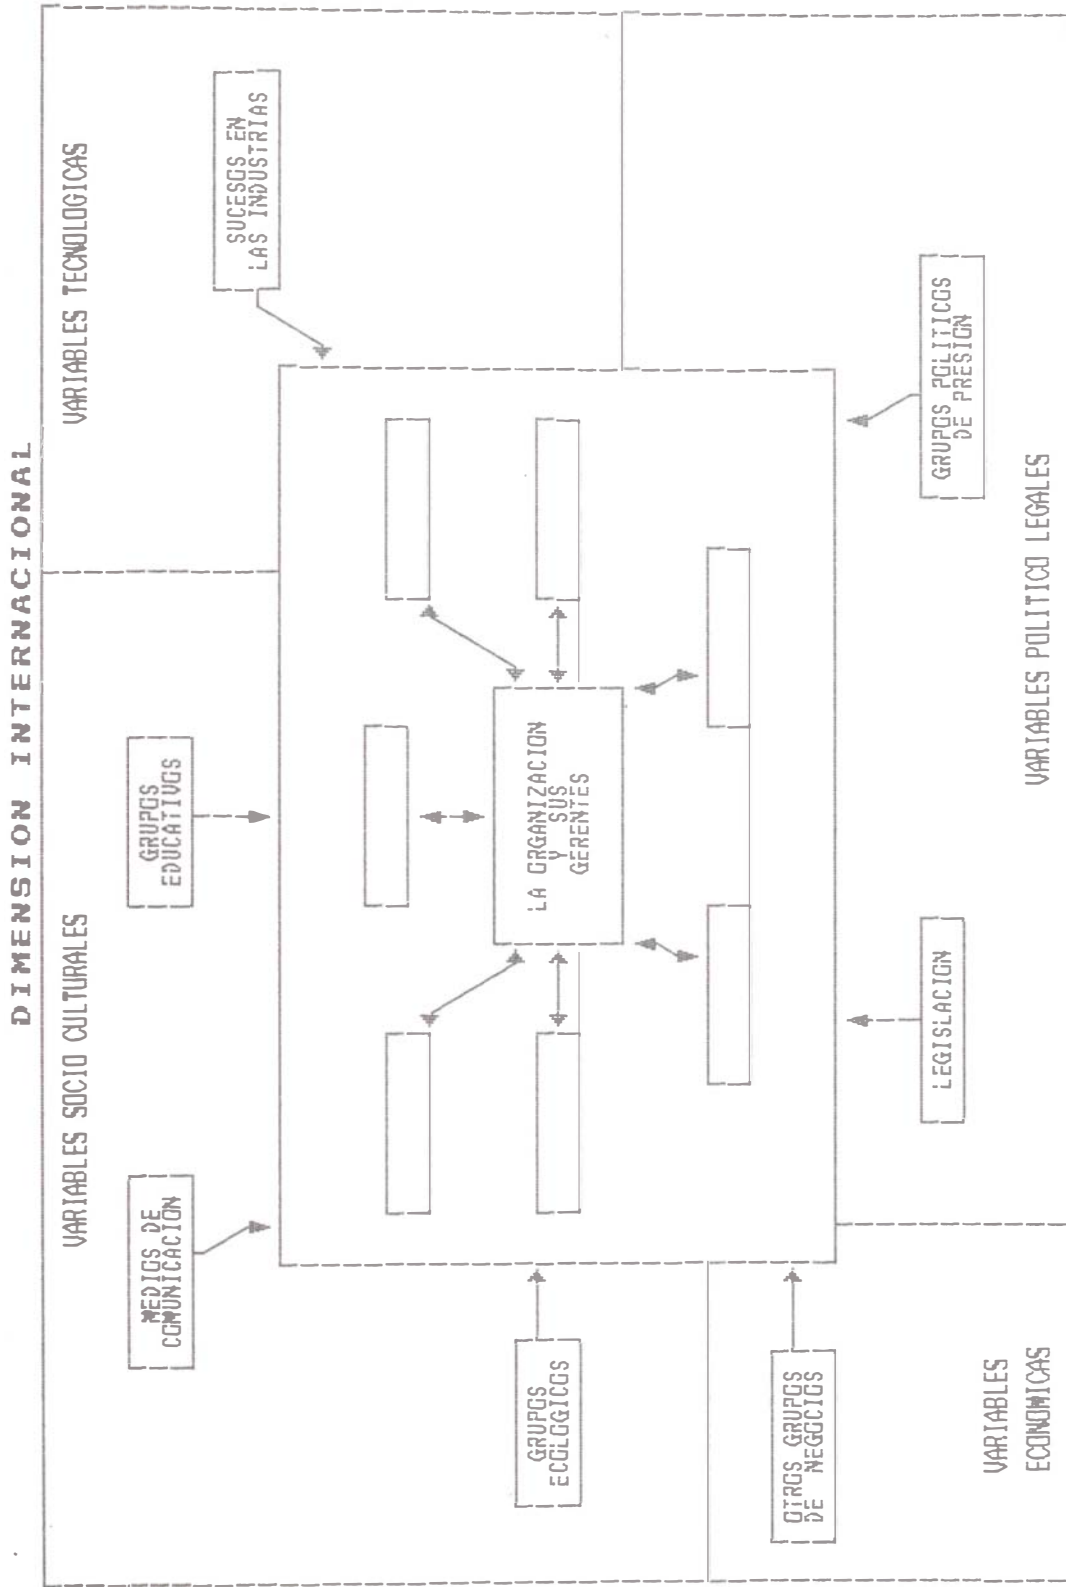 DIMENSION INTERNACIONAL
VARIABLES SOCIO CULTURALES
VARIABLES TECNOLOGICAS
MEDIOS DE
COMUNICACION
GRUPOS
EDUCATIVOS
SUCESOS EN
LAS INDUSTRIAS
GRUPOS
ECOLOGICOS
LA ORGANIZACION
Y SUS
GERENTES
OTROS GRUPOS
DE NEGOCIOS
LEGISLACION
GRUPOS POLITICOS
DE PRESION
VARIABLES
ECONOMICAS
VARIABLES POLITICO LEGALES